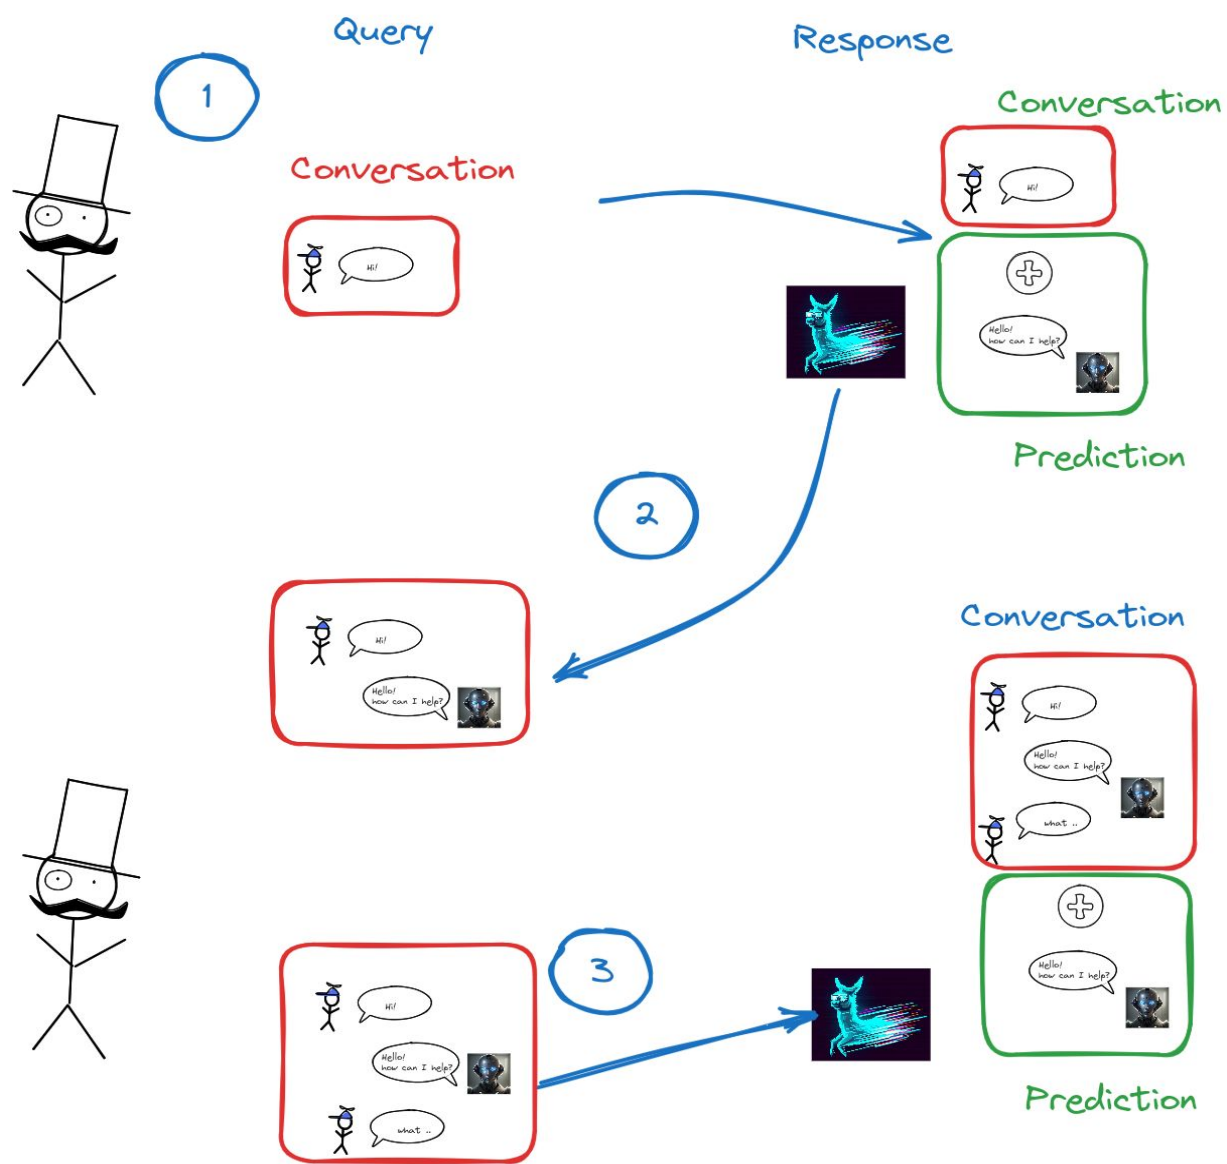 Query
Response
1
Conversation
Conversation
Hi!
Hi!
Hello!
how can I help?
Prediction
2
Conversation
Hi!
Hello!
how can I help?
Hi!
Hello!
how can I help?
what ..
3
Hi!
Hello!
how can I help?
what ..
Hello!
how can I help?
Prediction